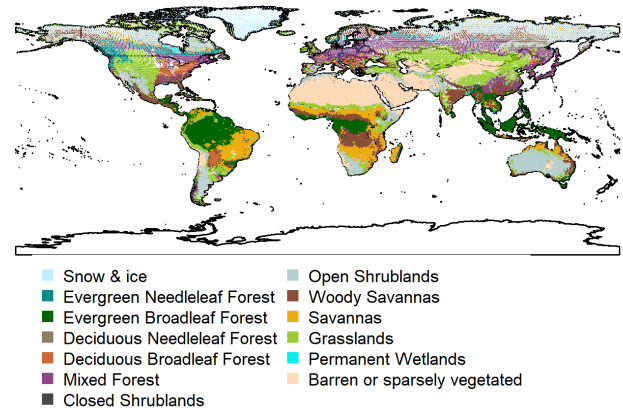 Snow & ice
Evergreen Needleleaf Forest
Evergreen Broadleaf Forest
Deciduous Needleleaf Forest
Deciduous Broadleaf Forest
Mixed Forest
Closed Shrublands
Open Shrublands
Woody Savannas
Savannas
Grasslands
Permanent Wetlands
Barren or sparsely vegetated